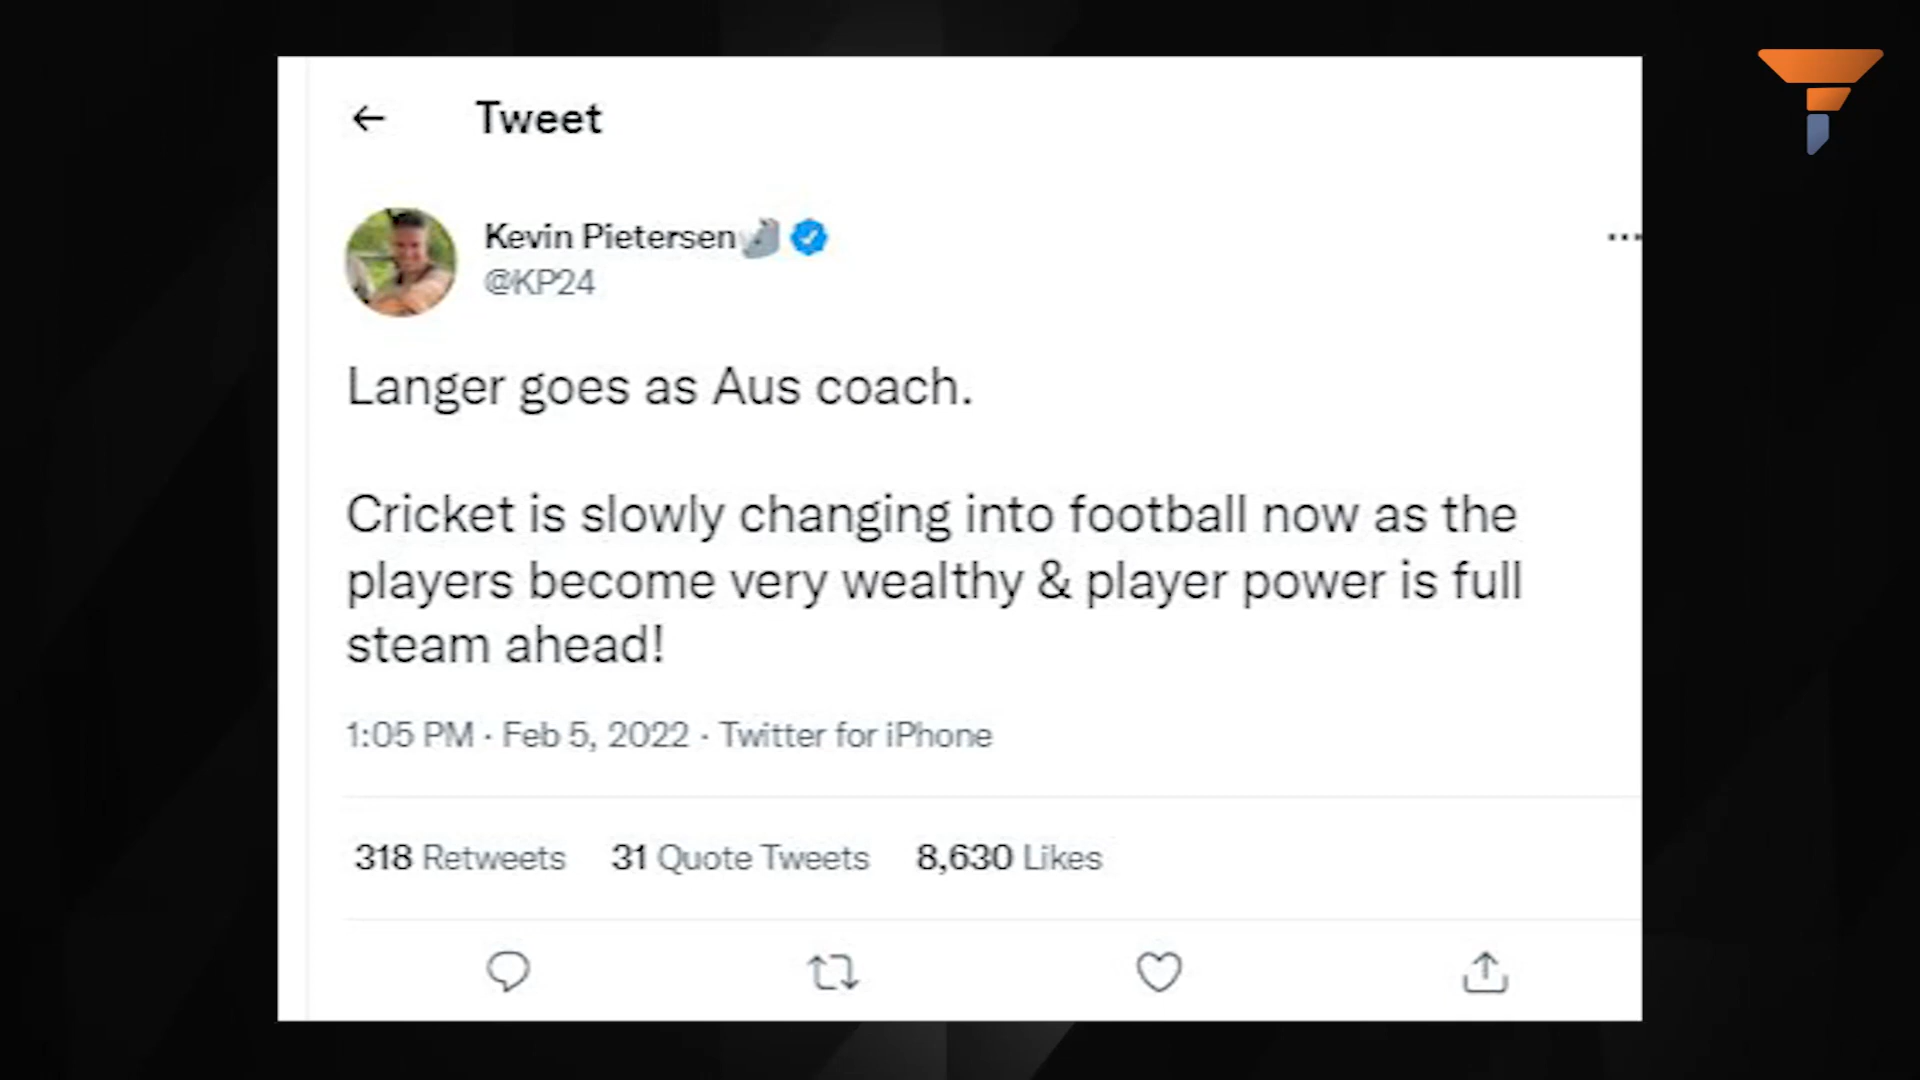 Tweet
Kevin Pietersen
@KP24
Langer goes as Aus coach.
Cricket is slowly changing into football now as the
players become very wealthy & player power is full
steam ahead!
1:05 PM · Feb 5, 2022 · Twitter for iPhone
318 Retweets 31 Quote Tweets 8,630 Likes